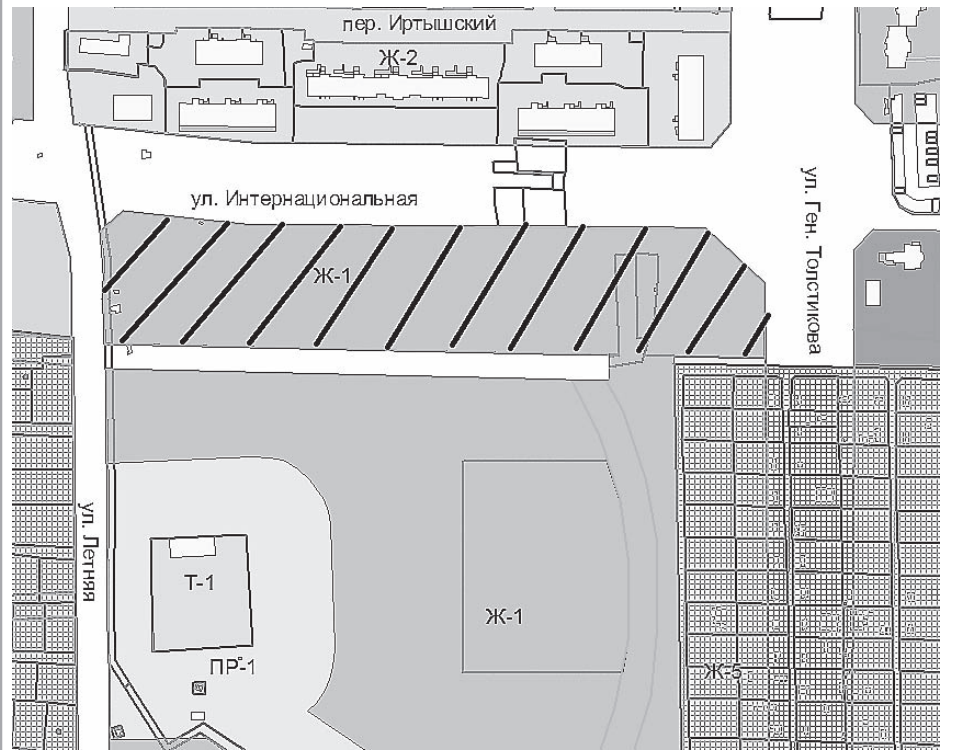 пер. Иртышский
Ж-2
ул. Интернациональная
ул. Ген. Толстикова
Ж-1
ул. Летняя
Т-1
Ж-1
ПР-1
Ж-5